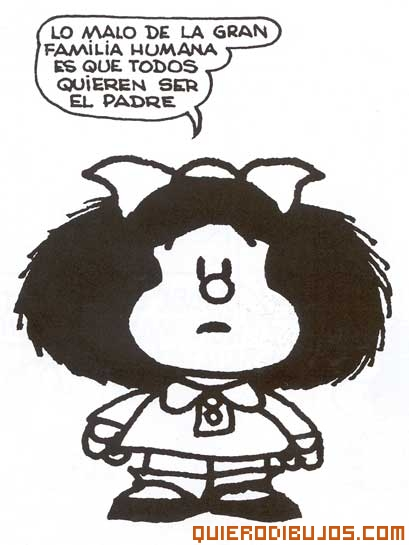 LO MALO DE LA GRAN
FAMILIA HUMANA
ES QUE TODOS
QUIEREN SER
EL PADRE
QUIERODIBUJOS.COM